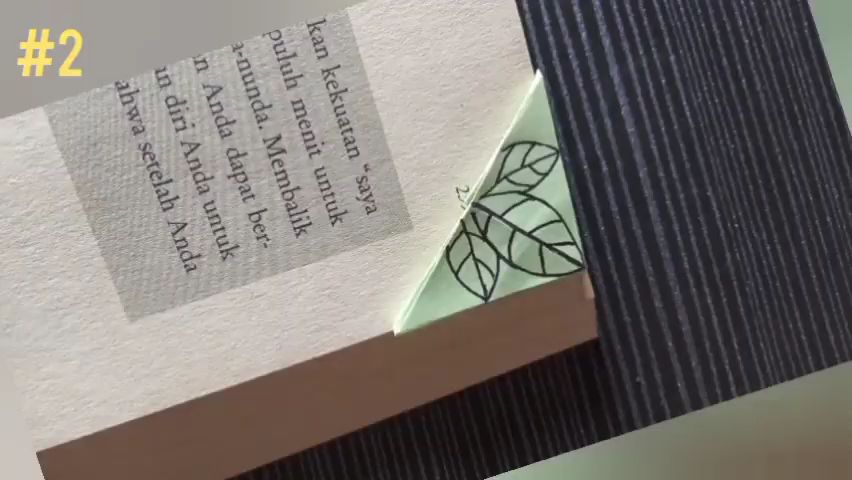 #2
kan kekuatan “saya
puluh menit untuk
a-nunda. Membalik
n Anda dapat ber-
n diri Anda untuk
ahwa setelah Anda